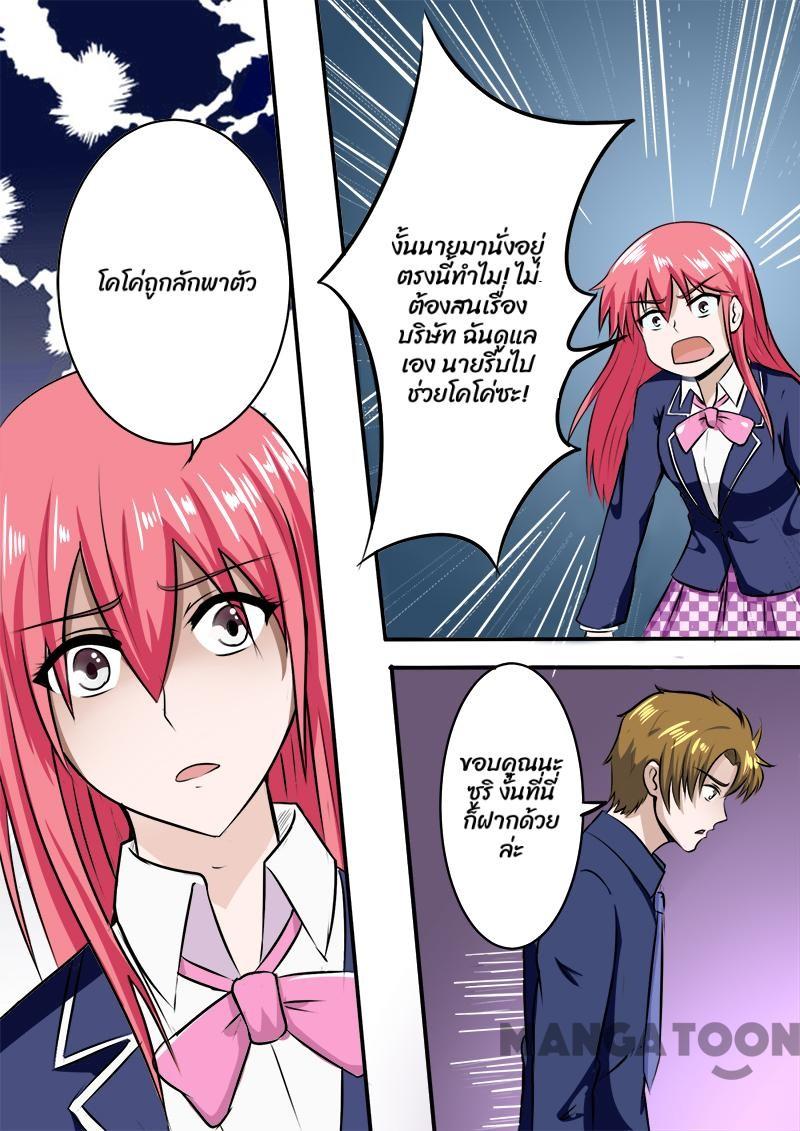 โคโค่ถูกลักพาตัว
งั้นนายมานั่งอยู่
ตรงนี้ทำไม! ไม่
ต้องสนเรื่อง
บริษัท ฉันดูแล
เอง นายรีบไป
ช่วยโคโค่ซะ!
ขอบคุณนะ
ซูริ งั้นที่นี่
ก็ฝากด้วย
ล่ะ
MANGATOON